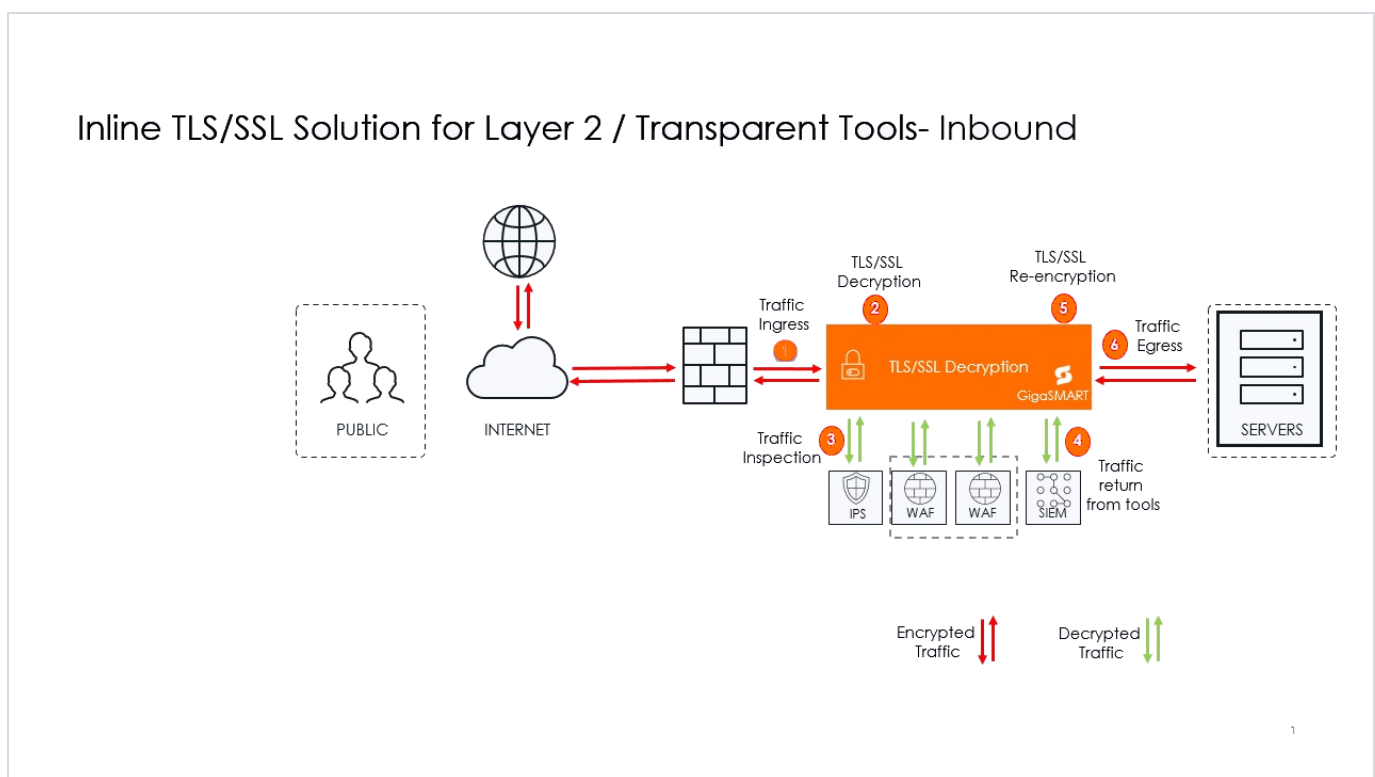 Inline TLS/SSL Solution for Layer 2 / Transparent Tools- Inbound
PUBLIC
INTERNET
Traffic
Ingress
1
TLS/SSL
Decryption
2
TLS/SSL
Re-encryption
5
TLS/SSL Decryption
GigaSMART
6
Traffic
Egress
SERVERS
Traffic
Inspection
3
4
Traffic
return
from tools
IPS
WAF
WAF
SIEM
Encrypted
Traffic
Decrypted
Traffic
1